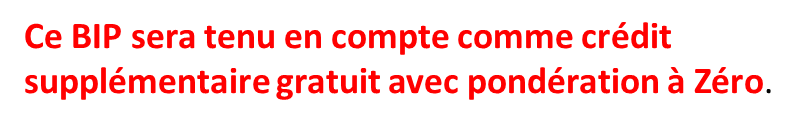 Ce BIP sera tenu en compte comme crédit
supplémentaire gratuit avec pondération à Zéro.